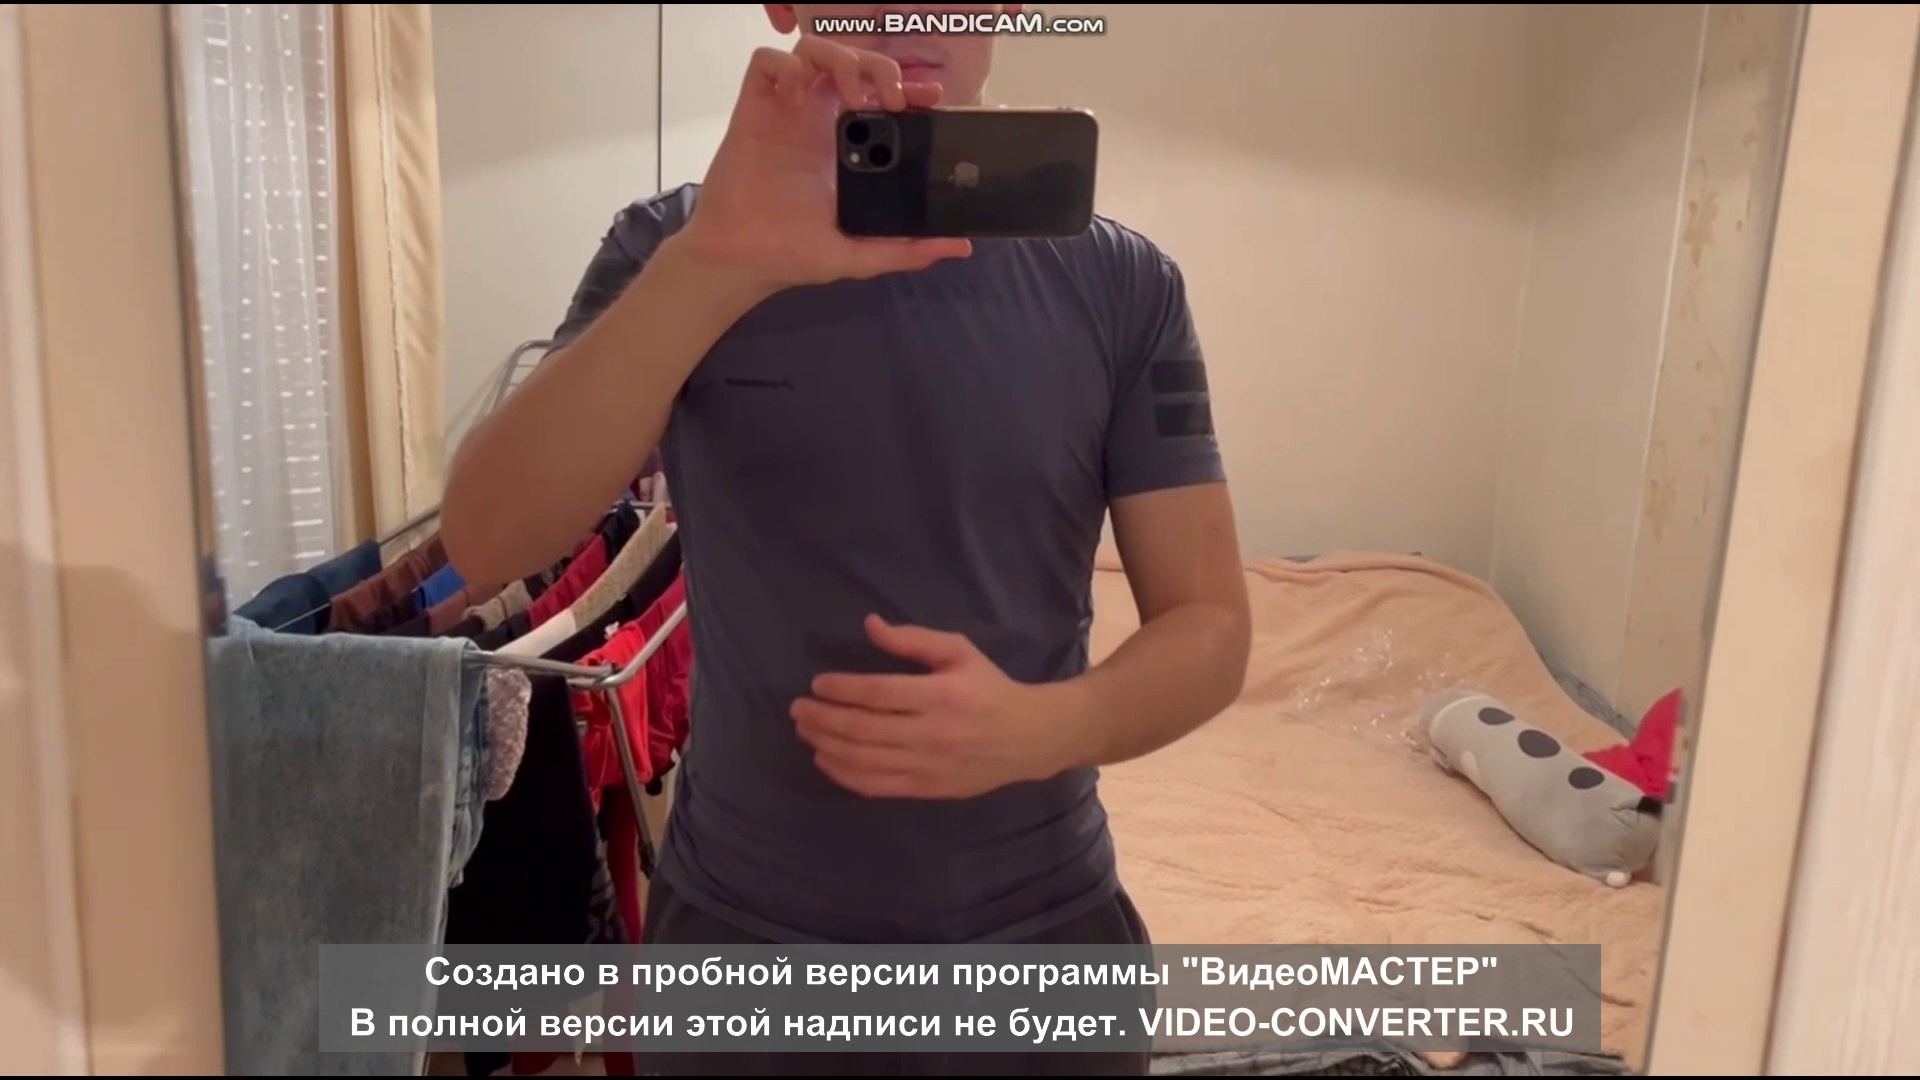 www.BANDICAM.com
Создано в пробной версии программы "ВидеоМАСТЕР"
В полной версии этой надписи не будет. VIDEO-CONVERTER.RU